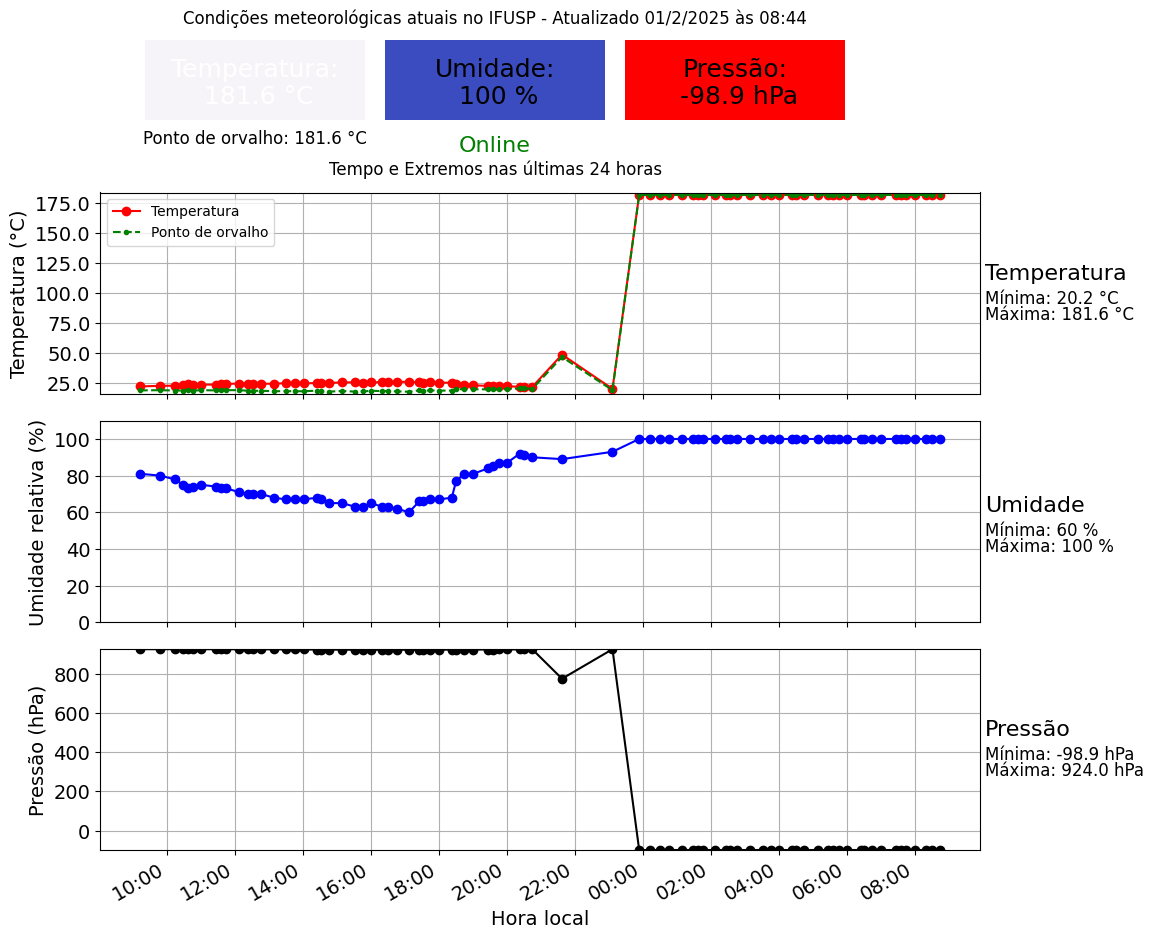 Condições meteorológicas atuais no IFUSP - Atualizado 01/2/2025 às 08:44
Temperatura:
181.6 °C
Umidade:
100 %
Pressão:
-98.9 hPa
Ponto de orvalho: 181.6 °C
Online
Tempo e Extremos nas últimas 24 horas
Temperatura (°C)
175.0
150.0
125.0
100.0
75.0
50.0
25.0
Temperatura
Ponto de orvalho
Temperatura
Mínima: 20.2 °C
Máxima: 181.6 °C
Umidade relativa (%)
100
80
60
40
20
0
Umidade
Mínima: 60 %
Máxima: 100 %
Pressão (hPa)
800
600
400
200
0
Pressão
Mínima: -98.9 hPa
Máxima: 924.0 hPa
10:00 12:00 14:00 16:00 18:00 20:00 22:00 00:00 02:00 04:00 06:00 08:00
Hora local